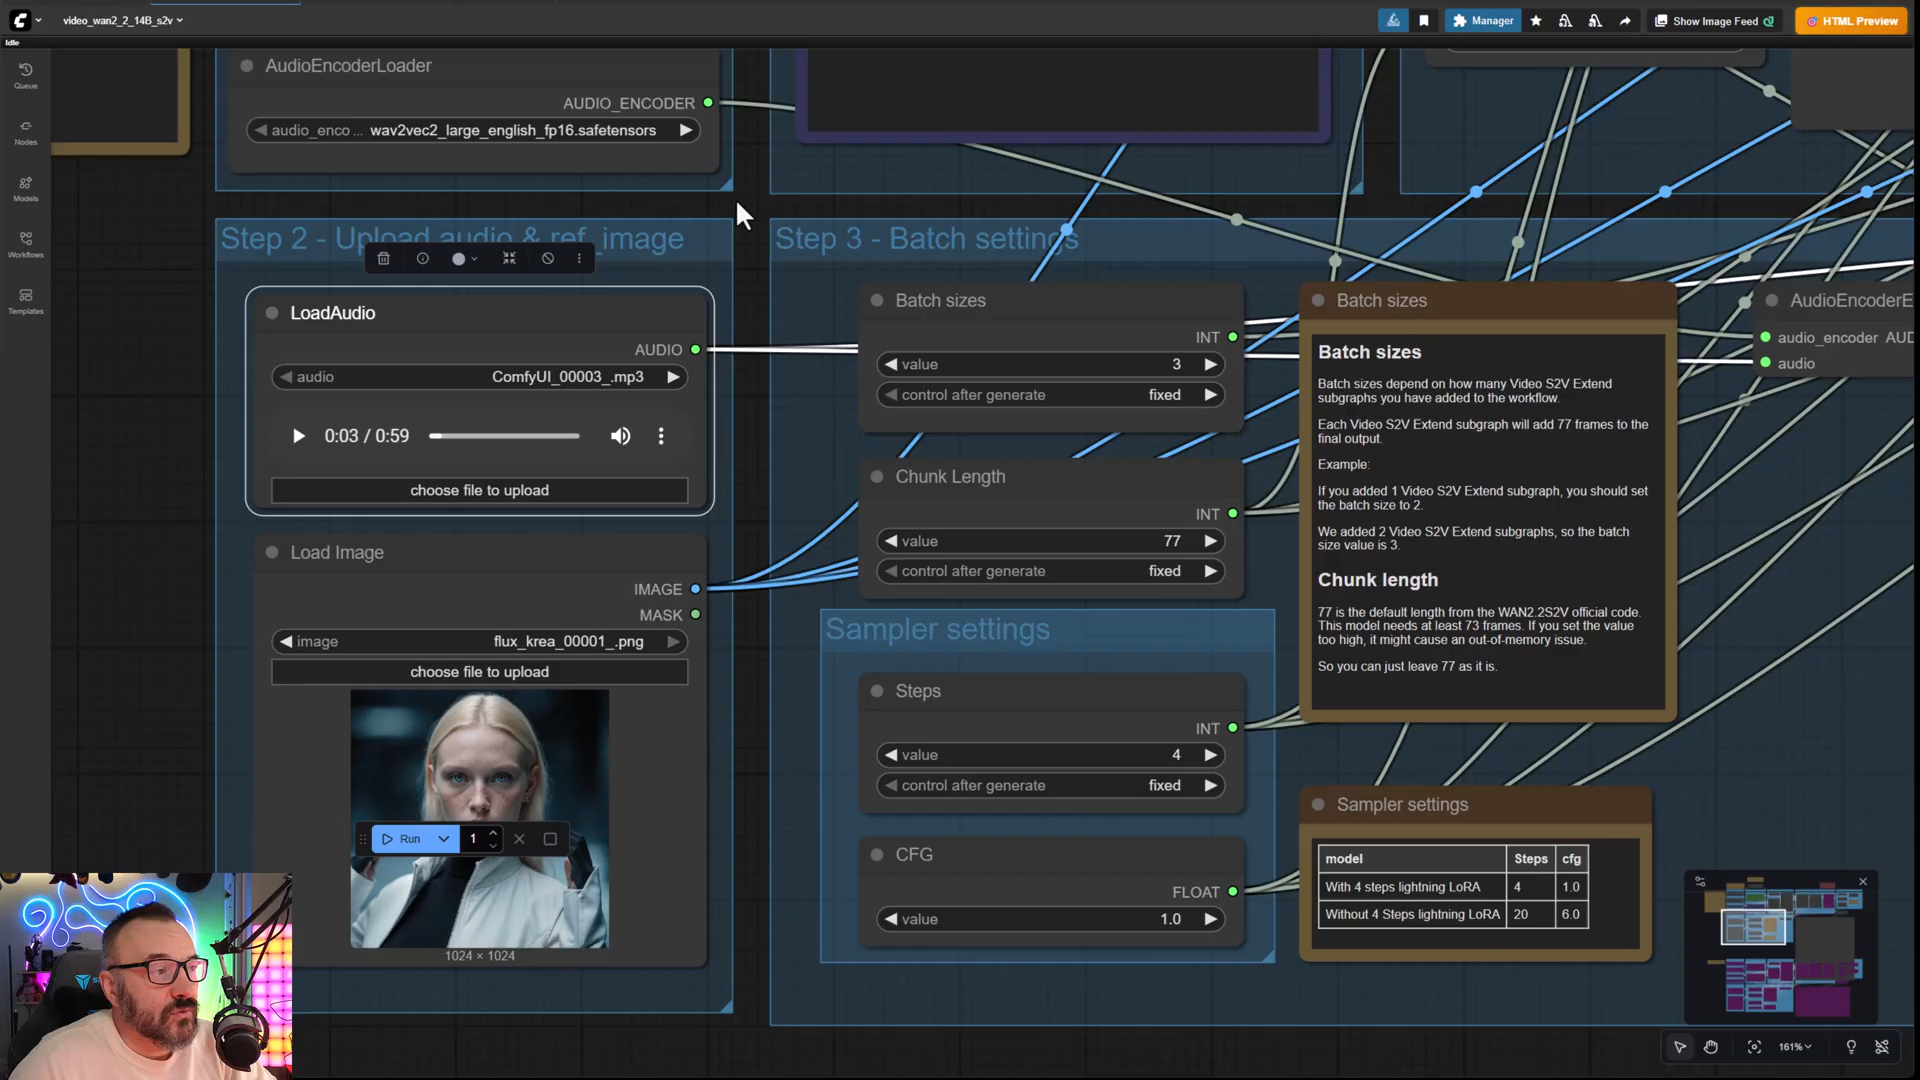 video_wan2_2_14B_s2v
Manager
Show Image Feed
HTML Preview
Idle
Queue
Nodes
Models
Workflows
Templates
AudioEncoderLoader
AUDIO_ENCODER
audio_enco ... wav2vec2_large_english_fp16.safetensors
Step 2 - Upload audio & ref_image
LoadAudio
AUDIO
audio ComfyUI_00003_.mp3
0:03 / 0:59
choose file to upload
Load Image
IMAGE
MASK
image flux_krea_00001_.png
choose file to upload
Run 1
1024 × 1024
Step 3 - Batch settings
Batch sizes
INT
value 3
control after generate fixed
Chunk Length
INT
value 77
control after generate fixed
Sampler settings
Steps
INT
value 4
control after generate fixed
CFG
FLOAT
value 1.0
Batch sizes
Batch sizes
Batch sizes depend on how many Video S2V Extend
subgraphs you have added to the workflow.
Each Video S2V Extend subgraph will add 77 frames to the
final output.
Example:
If you added 1 Video S2V Extend subgraph, you should set
the batch size to 2.
We added 2 Video S2V Extend subgraphs, so the batch
size value is 3.
Chunk length
77 is the default length from the WAN2.2S2V official code.
This model needs at least 73 frames. If you set the value
too high, it might cause an out-of-memory issue.
So you can just leave 77 as it is.
Sampler settings
model Steps cfg
With 4 steps lightning LoRA 4 1.0
Without 4 Steps lightning LoRA 20 6.0
AudioEncoderE
audio_encoder AUD
audio
161%